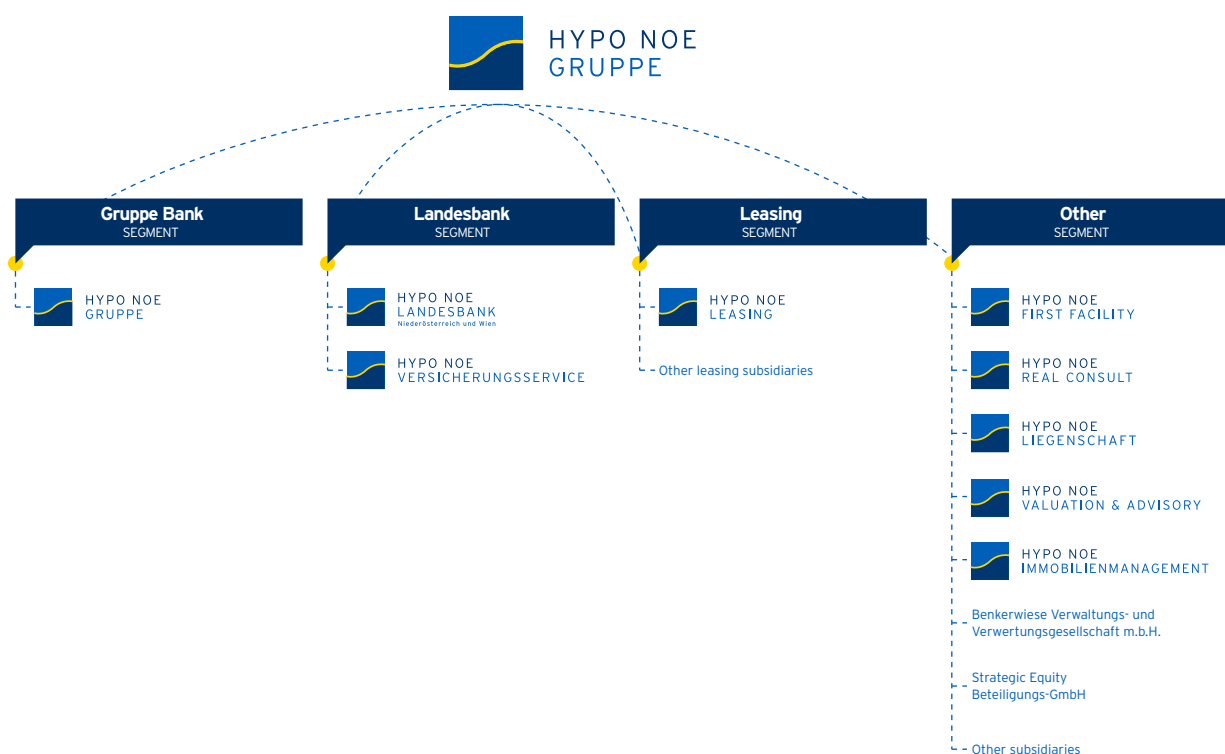 HYPO NOE
GRUPPE
Gruppe Bank
SEGMENT
HYPO NOE
GRUPPE
Landesbank
SEGMENT
HYPO NOE
LANDESBANK
Niederösterreich und Wien
HYPO NOE
VERSICHERUNGSSERVICE
Leasing
SEGMENT
HYPO NOE
LEASING
Other leasing subsidiaries
Other
SEGMENT
HYPO NOE
FIRST FACILITY
HYPO NOE
REAL CONSULT
HYPO NOE
LIEGENSCHAFT
HYPO NOE
VALUATION & ADVISORY
HYPO NOE
IMMOBILIENMANAGEMENT
Benkerwiese Verwaltungs- und
Verwertungsgesellschaft m.b.H.
Strategic Equity
Beteiligungs-GmbH
Other subsidiaries